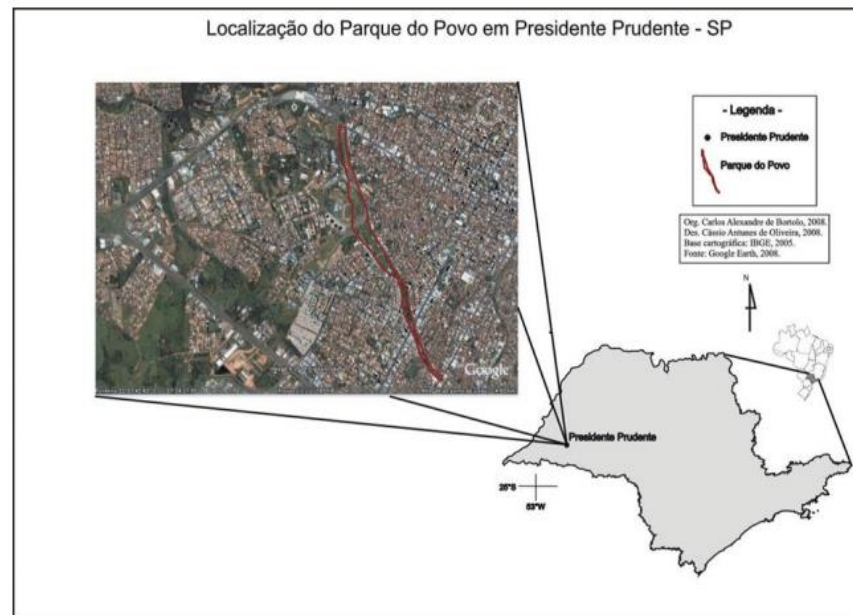 Localização do Parque do Povo em Presidente Prudente - SP
- Legenda -
Presidente Prudente
Parque do Povo
Org. Carlos Alexandre de Bortolo, 2008.
Des. Cássio Antunes de Oliveira, 2008.
Base cartográfica: IBGE, 2005.
Fonte: Google Earth, 2008.
N
Google
Presidente Prudente
25°S
53°W